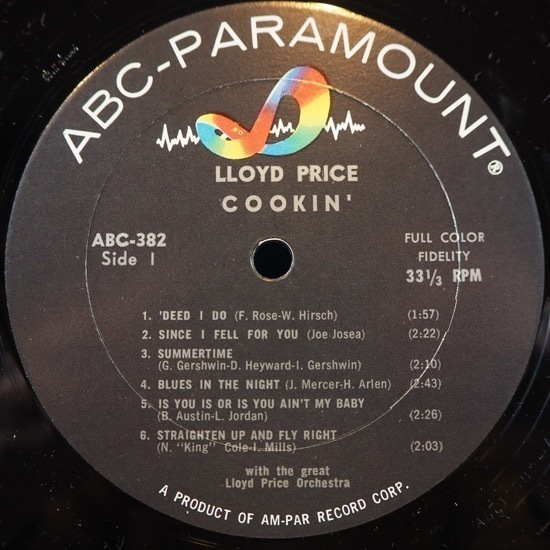 ABC-PARAMOUNT®
LLOYD PRICE
COOKIN'
ABC-382
Side 1
FULL COLOR
FIDELITY
33 1/3 RPM
1. 'DEED I DO (F. Rose-W. Hirsch) (1:57)
2. SINCE I FELL FOR YOU (Joe Josea) (2:22)
3. SUMMERTIME
(G. Gershwin-D. Heyward-I. Gershwin) (2:10)
4. BLUES IN THE NIGHT (J. Mercer-H. Arlen) (2:43)
5. IS YOU IS OR IS YOU AIN'T MY BABY
(B. Austin-L. Jordan) (2:26)
6. STRAIGHTEN UP AND FLY RIGHT
(N. "King" Cole-I. Mills) (2:03)
with the great
Lloyd Price Orchestra
A PRODUCT OF AM-PAR RECORD CORP.